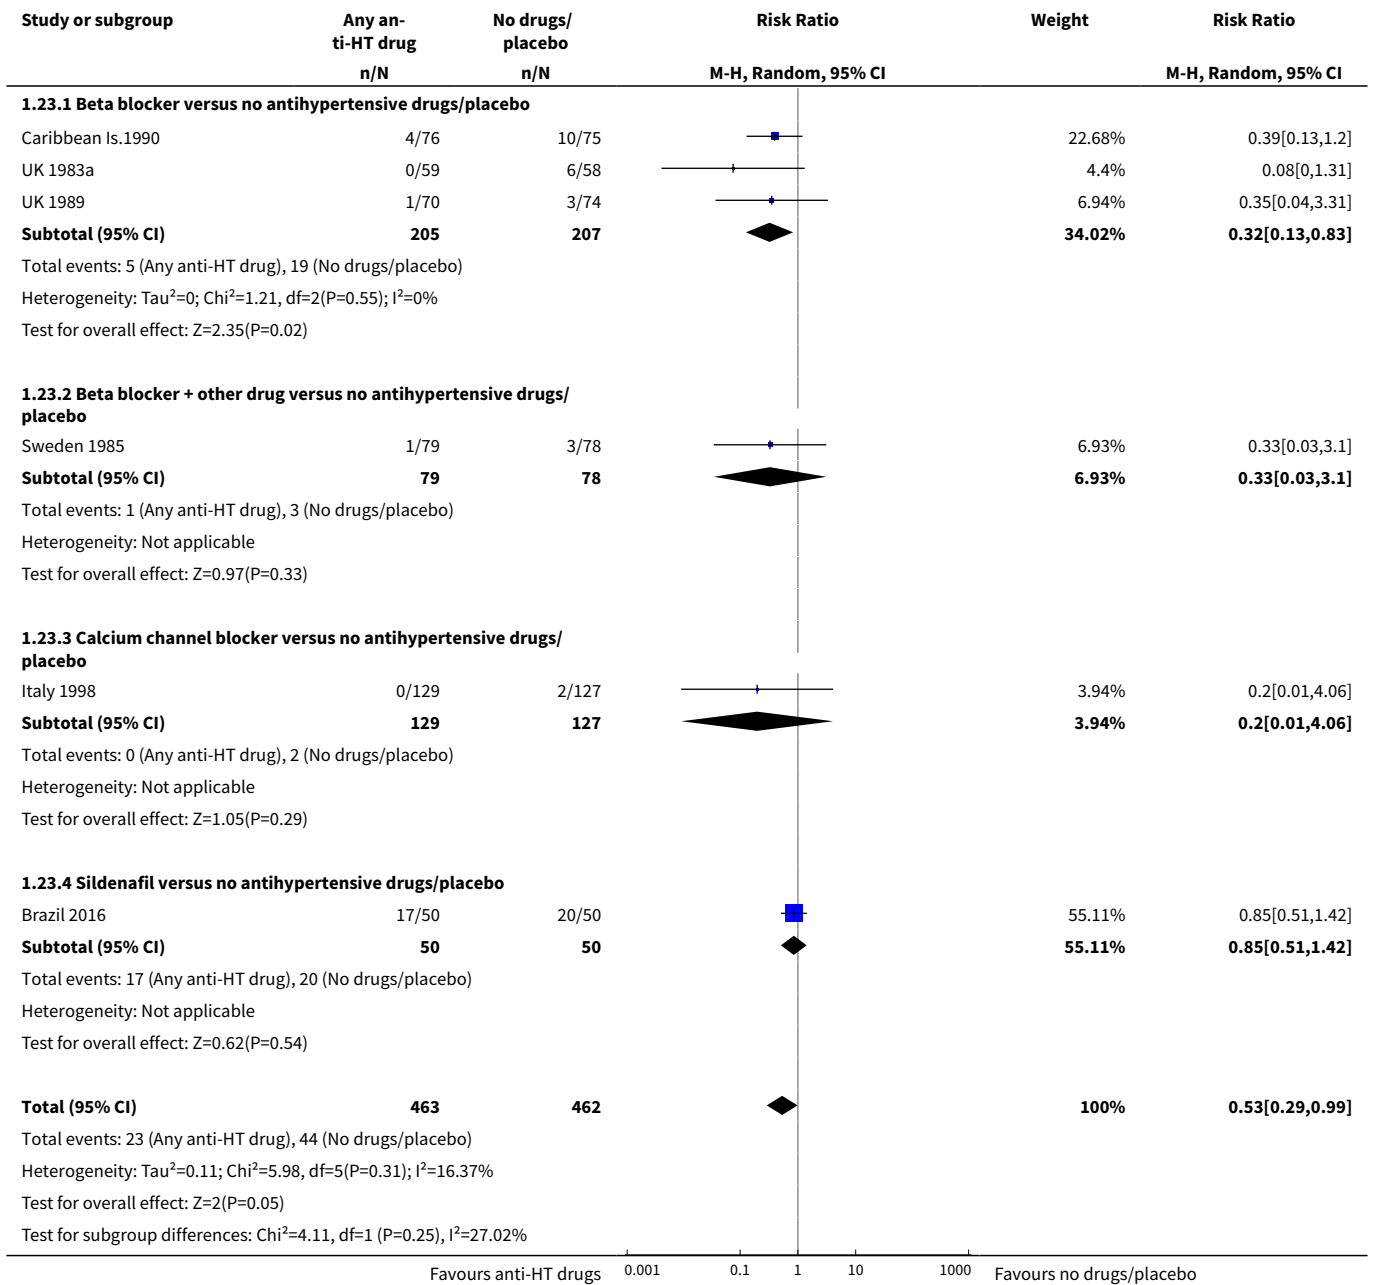 Study or subgroup Any an- No drugs/ Risk Ratio Weight Risk Ratio
ti-HT drug placebo
n/N n/N M-H, Random, 95% CI M-H, Random, 95% CI
1.23.1 Beta blocker versus no antihypertensive drugs/placebo
Caribbean Is.1990 4/76 10/75 22.68% 0.39[0.13,1.2]
UK 1983a 0/59 6/58 4.4% 0.08[0,1.31]
UK 1989 1/70 3/74 6.94% 0.35[0.04,3.31]
Subtotal (95% CI) 205 207 34.02% 0.32[0.13,0.83]
Total events: 5 (Any anti-HT drug), 19 (No drugs/placebo)
Heterogeneity: Tau²=0; Chi²=1.21, df=2(P=0.55); I²=0%
Test for overall effect: Z=2.35(P=0.02)
1.23.2 Beta blocker + other drug versus no antihypertensive drugs/
placebo
Sweden 1985 1/79 3/78 6.93% 0.33[0.03,3.1]
Subtotal (95% CI) 79 78 6.93% 0.33[0.03,3.1]
Total events: 1 (Any anti-HT drug), 3 (No drugs/placebo)
Heterogeneity: Not applicable
Test for overall effect: Z=0.97(P=0.33)
1.23.3 Calcium channel blocker versus no antihypertensive drugs/
placebo
Italy 1998 0/129 2/127 3.94% 0.2[0.01,4.06]
Subtotal (95% CI) 129 127 3.94% 0.2[0.01,4.06]
Total events: 0 (Any anti-HT drug), 2 (No drugs/placebo)
Heterogeneity: Not applicable
Test for overall effect: Z=1.05(P=0.29)
1.23.4 Sildenafil versus no antihypertensive drugs/placebo
Brazil 2016 17/50 20/50 55.11% 0.85[0.51,1.42]
Subtotal (95% CI) 50 50 55.11% 0.85[0.51,1.42]
Total events: 17 (Any anti-HT drug), 20 (No drugs/placebo)
Heterogeneity: Not applicable
Test for overall effect: Z=0.62(P=0.54)
Total (95% CI) 463 462 100% 0.53[0.29,0.99]
Total events: 23 (Any anti-HT drug), 44 (No drugs/placebo)
Heterogeneity: Tau²=0.11; Chi²=5.98, df=5(P=0.31); I²=16.37%
Test for overall effect: Z=2(P=0.05)
Test for subgroup differences: Chi²=4.11, df=1 (P=0.25), I²=27.02%
Favours anti-HT drugs 0.001 0.1 1 10 1000 Favours no drugs/placebo